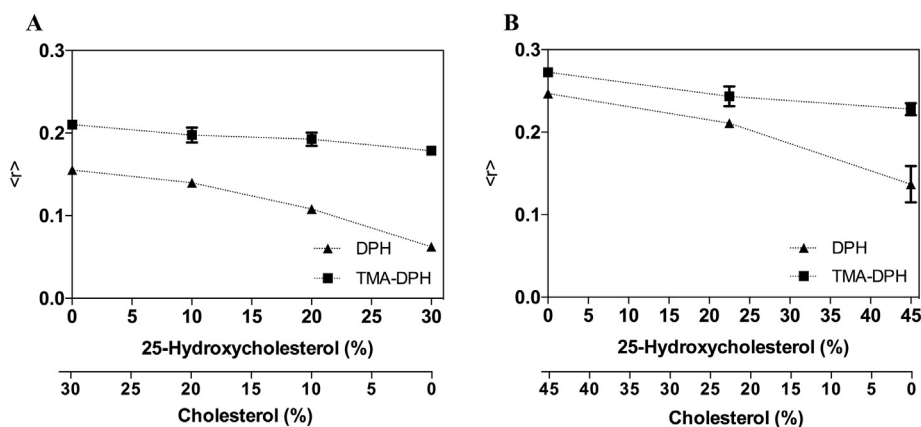 A
0.3
0.2
0.1
0.0
<r>
DPH
TMA-DPH
0 5 10 15 20 25 30
25-Hydroxycholesterol (%)
30 25 20 15 10 5 0
Cholesterol (%)
B
0.3
0.2
0.1
0.0
<r>
DPH
TMA-DPH
0 5 10 15 20 25 30 35 40 45
25-Hydroxycholesterol (%)
45 40 35 30 25 20 15 10 5 0
Cholesterol (%)